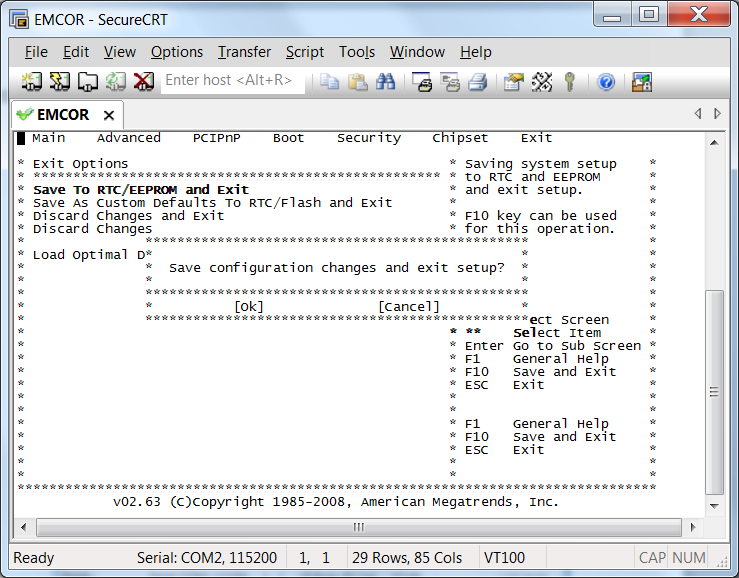 EMCOR - SecureCRT
File Edit View Options Transfer Script Tools Window Help
Enter host <Alt+R>
EMCOR
Main Advanced PCIPnP Boot Security Chipset Exit
* Exit Options * Saving system setup *
* *************************************************** * to RTC and EEPROM *
* Save To RTC/EEPROM and Exit * and exit setup. *
* Save As Custom Defaults To RTC/Flash and Exit * *
* Discard Changes and Exit * F10 key can be used *
* Discard Changes * for this operation. *
* ************************************************ *
* Load Optimal D* * *
* * Save configuration changes and exit setup? * *
* * * *
* ************************************************ *
* * [Ok] [Cancel] * *
* ************************************************ect Screen *
* * ** Select Item *
* * Enter Go to Sub Screen *
* * F1 General Help *
* * F10 Save and Exit *
* * ESC Exit *
* * *
* * *
* * F1 General Help *
* * F10 Save and Exit *
* * ESC Exit *
* * *
* * *
********************************************************************************
v02.63 (C)Copyright 1985-2008, American Megatrends, Inc.
Ready Serial: COM2, 115200 1, 1 29 Rows, 85 Cols VT100 CAP NUM